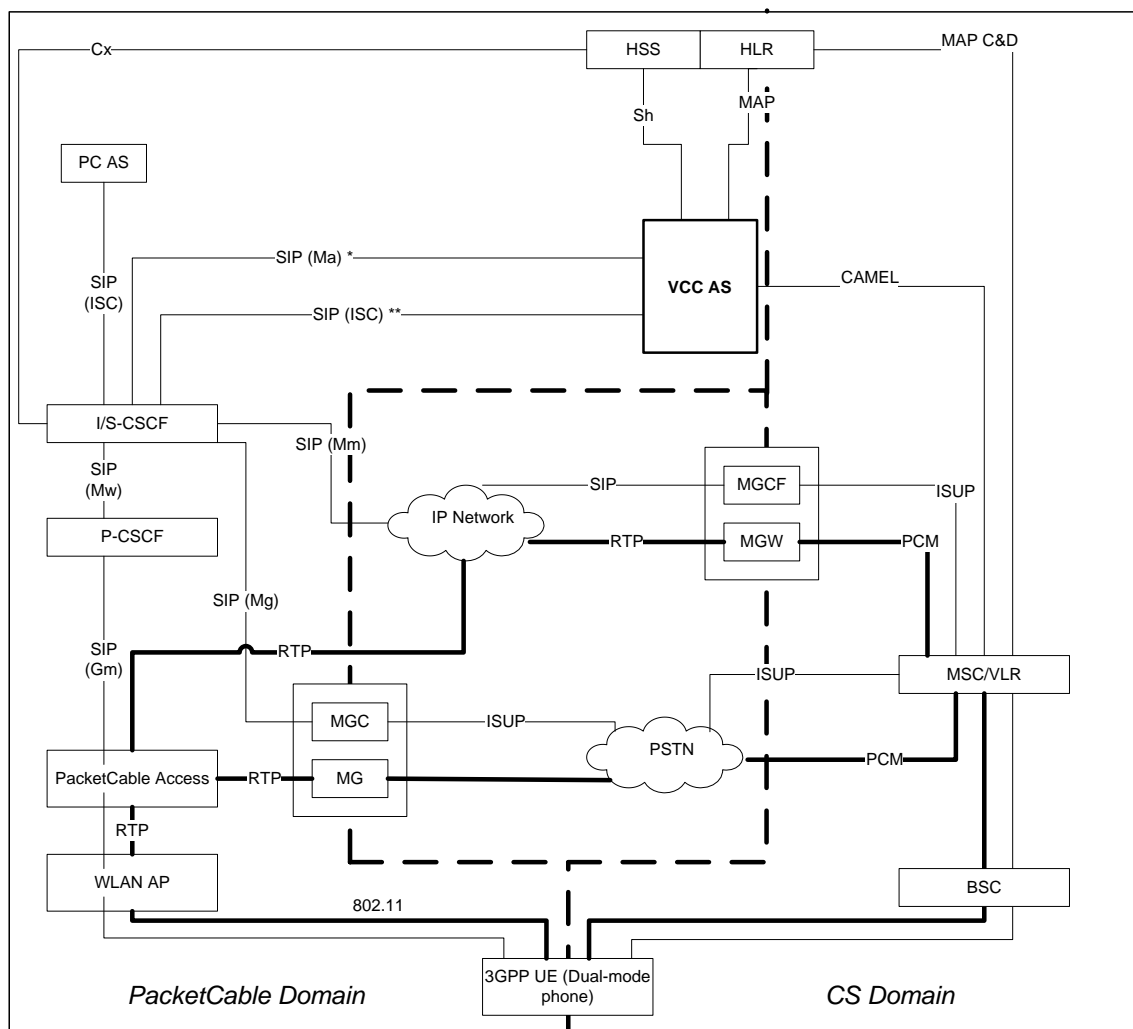 Cx
HSS
HLR
MAP C&D
Sh
MAP
PC AS
SIP
(ISC)
SIP (Ma) *
VCC AS
CAMEL
SIP (ISC) **
I/S-CSCF
SIP (Mm)
SIP
(Mw)
IP Network
SIP
MGCF
ISUP
P-CSCF
RTP
MGW
PCM
SIP (Mg)
SIP
(Gm)
RTP
ISUP
MSC/VLR
MGC
ISUP
PSTN
PacketCable Access
RTP
MG
PCM
RTP
WLAN AP
BSC
802.11
3GPP UE (Dual-mode
phone)
PacketCable Domain
CS Domain